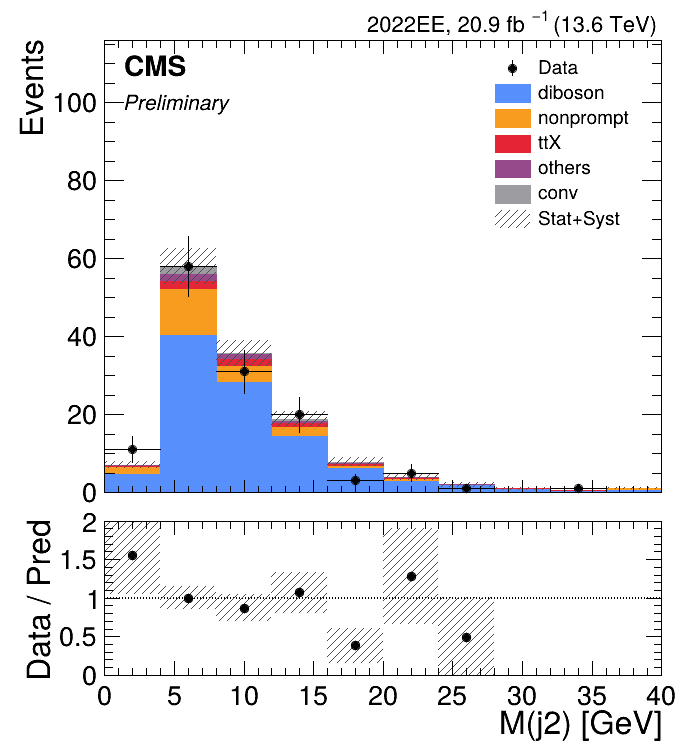 2022EE, 20.9 fb⁻¹ (13.6 TeV)
CMS
Preliminary
Events
100
80
60
40
20
0
Data
diboson
nonprompt
ttX
others
conv
Stat+Syst
Data / Pred
2
1.5
1
0.5
0
0 5 10 15 20 25 30 35 40
M(j2) [GeV]